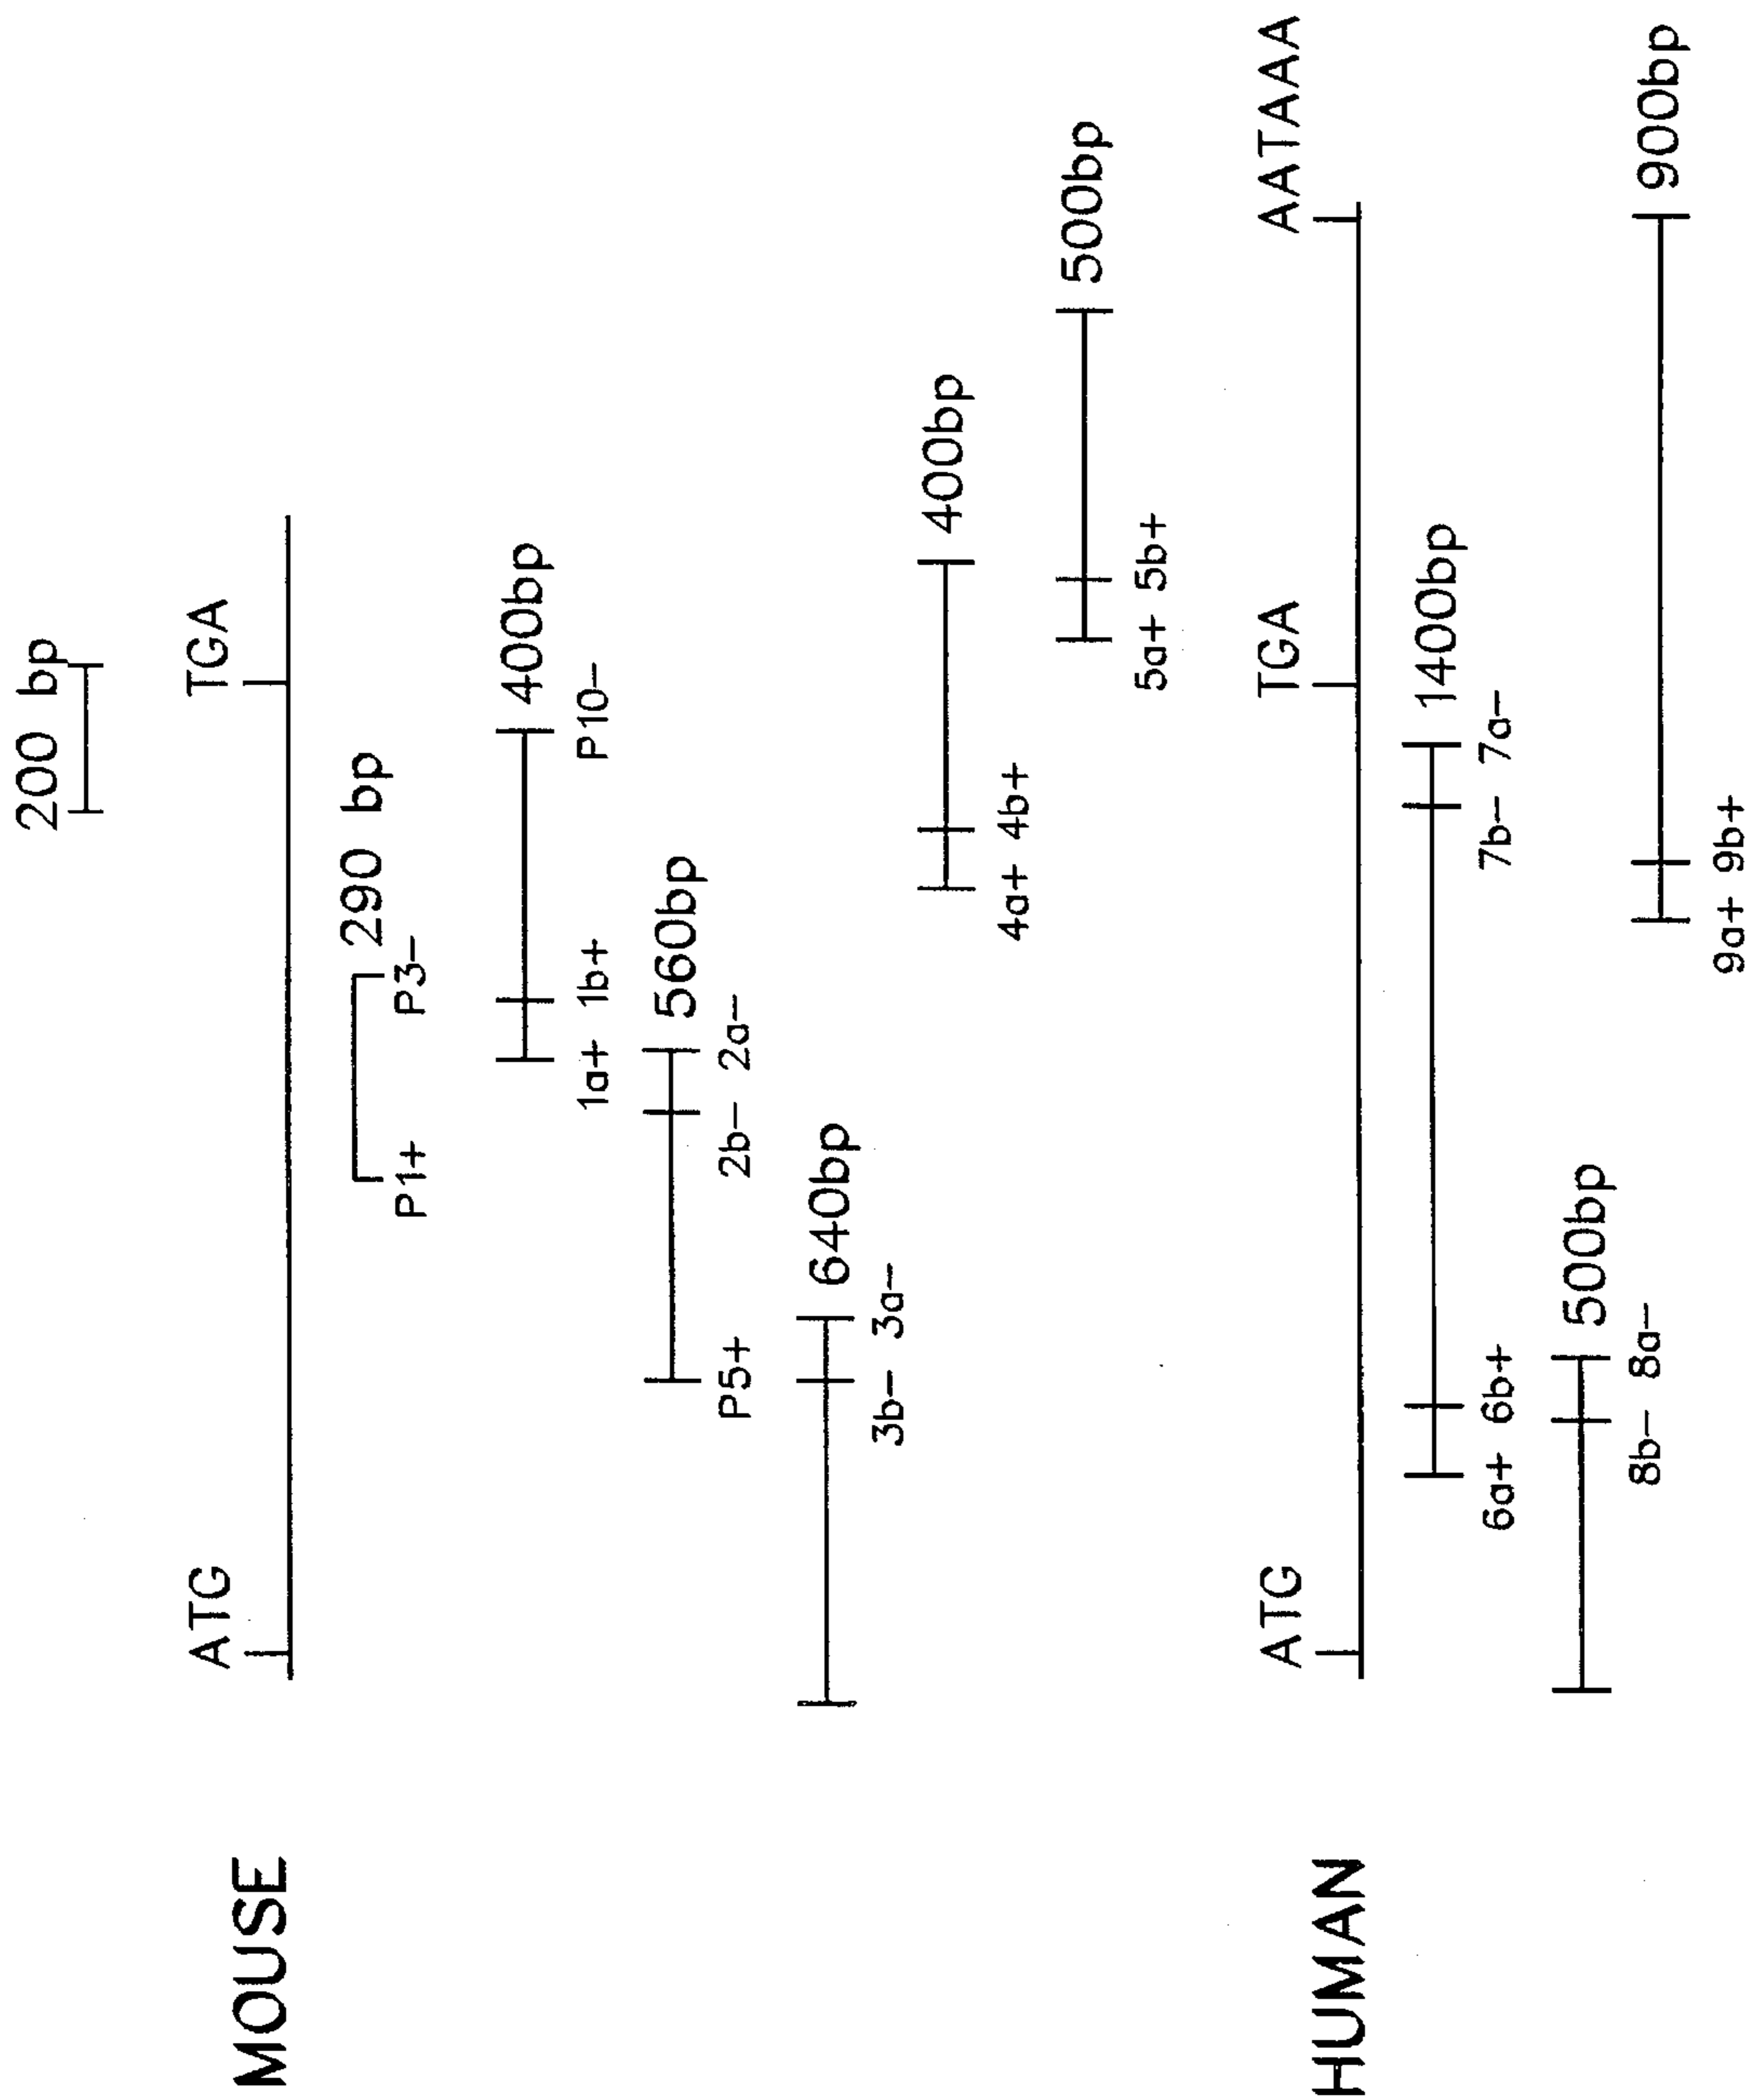 200 bp
MOUSE
ATG TGA
290 bp
P1+ P3-
400bp
1a+ 1b+ P10-
560bp
P5+ 2b- 2a-
640bp
3b- 3a-
400bp
4a+ 4b+
500bp
5a+ 5b+
HUMAN
ATG TGA AATAAA
1400bp
6a+ 6b+ 7b- 7a-
500bp
8b- 8a-
900bp
9a+ 9b+